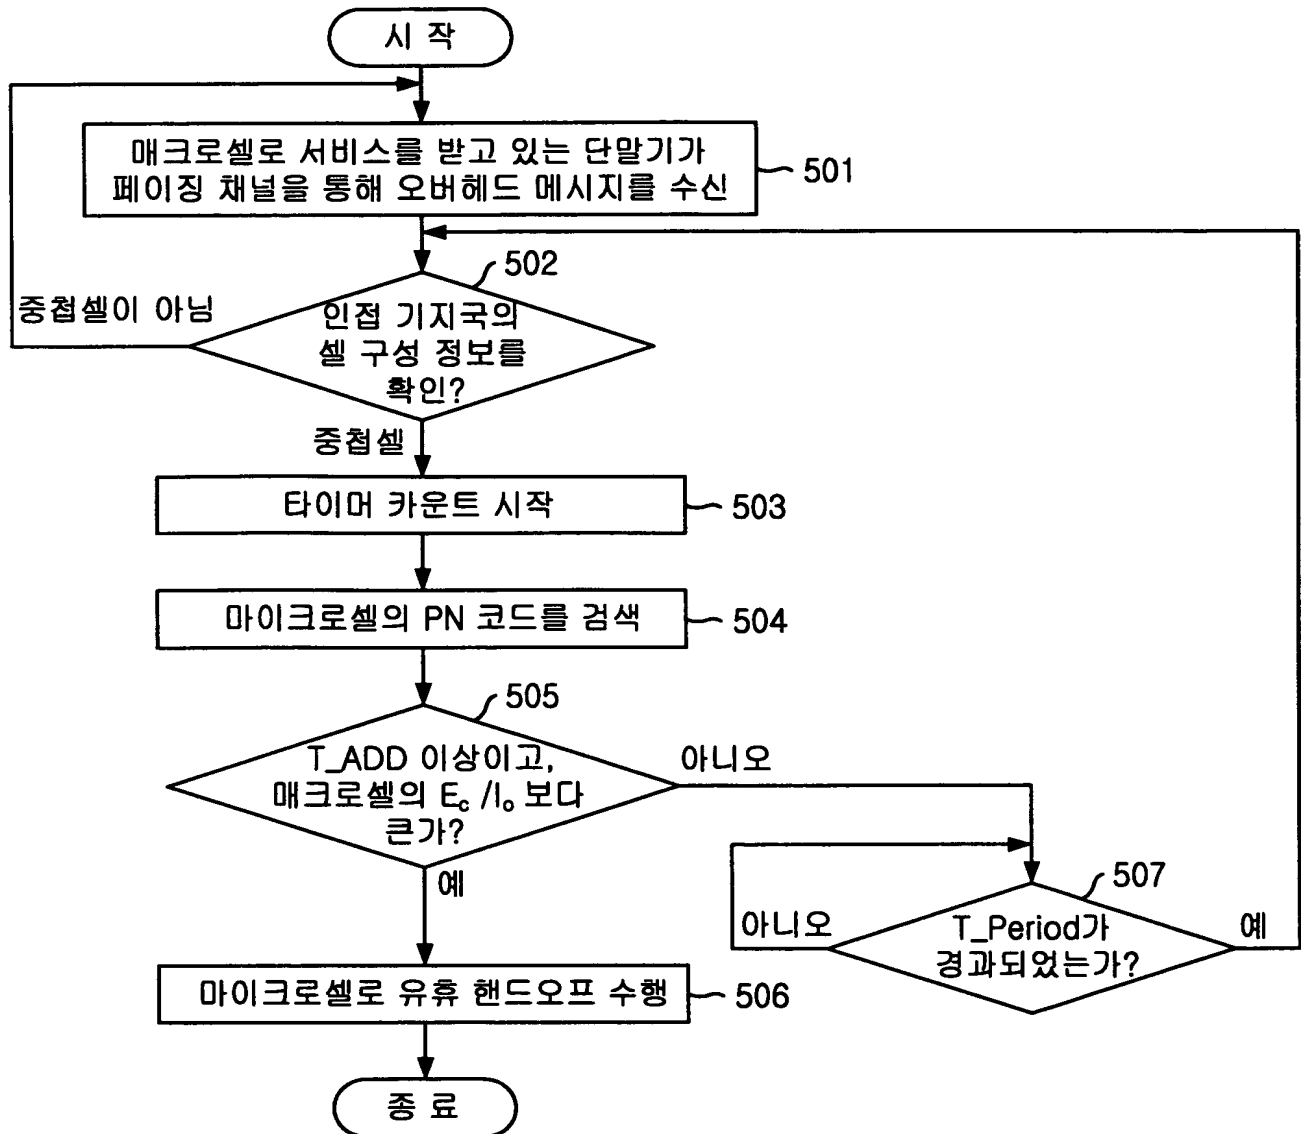 시 작
매크로셀로 서비스를 받고 있는 단말기가
페이징 채널을 통해 오버헤드 메시지를 수신
501
502
중첩셀이 아님
인접 기지국의
셀 구성 정보를
확인?
중첩셀
타이머 카운트 시작
503
마이크로셀의 PN 코드를 검색
504
505
T_ADD 이상이고,
매크로셀의 Ec /Io 보다
큰가?
아니오
예
507
T_Period가
경과되었는가?
아니오
예
마이크로셀로 유휴 핸드오프 수행
506
종 료